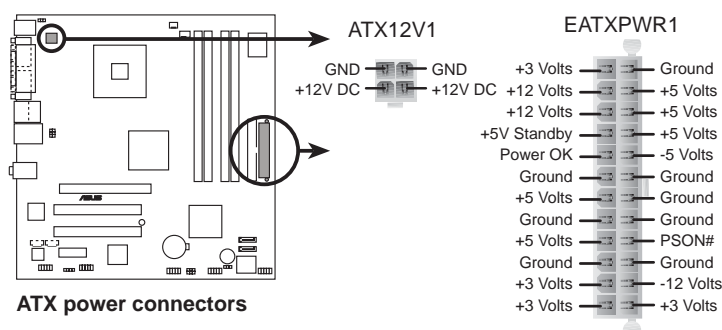 ATX12V1
GND GND
+12V DC +12V DC
EATXPWR1
+3 Volts Ground
+12 Volts +5 Volts
+12 Volts +5 Volts
+5V Standby +5 Volts
Power OK -5 Volts
Ground Ground
+5 Volts Ground
Ground Ground
+5 Volts PSON#
Ground Ground
+3 Volts -12 Volts
+3 Volts +3 Volts
/SUS
ATX power connectors